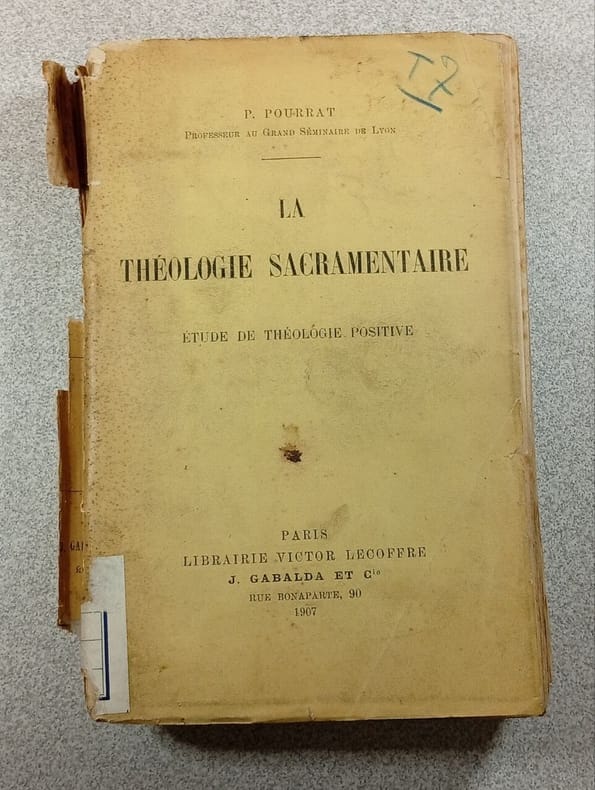 P. POURRAT
PROFESSEUR AU GRAND SÉMINAIRE DE LYON
LA
THÉOLOGIE SACRAMENTAIRE
ÉTUDE DE THÉOLOGIE POSITIVE
PARIS
LIBRAIRIE VICTOR LECOFFRE
J. GABALDA ET Cie
RUE BONAPARTE, 90
1907